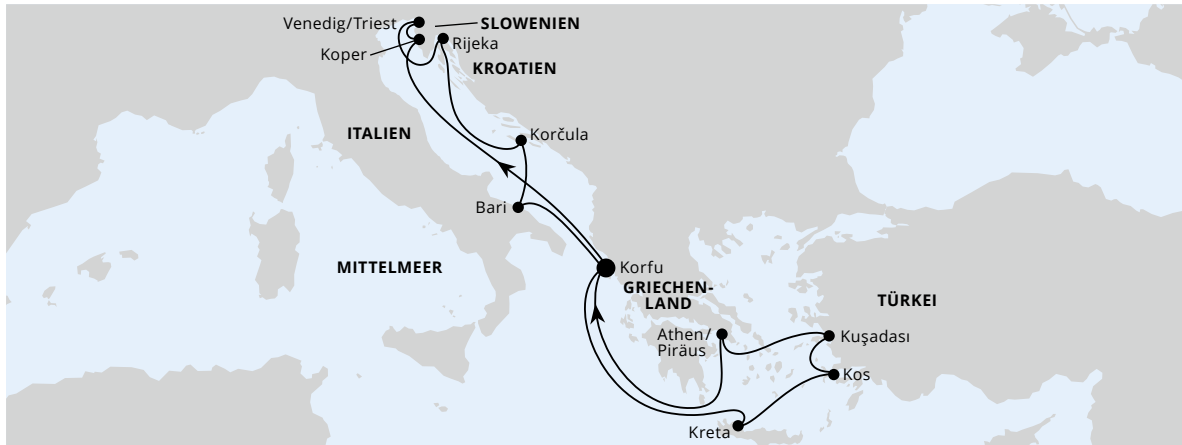 Venedig/Triest
SLOWENIEN
Koper
Rijeka
KROATIEN
ITALIEN
Korčula
Bari
MITTELMEER
Korfu
GRIECHEN-
LAND
TÜRKEI
Athen/
Piräus
Kuşadası
Kos
Kreta